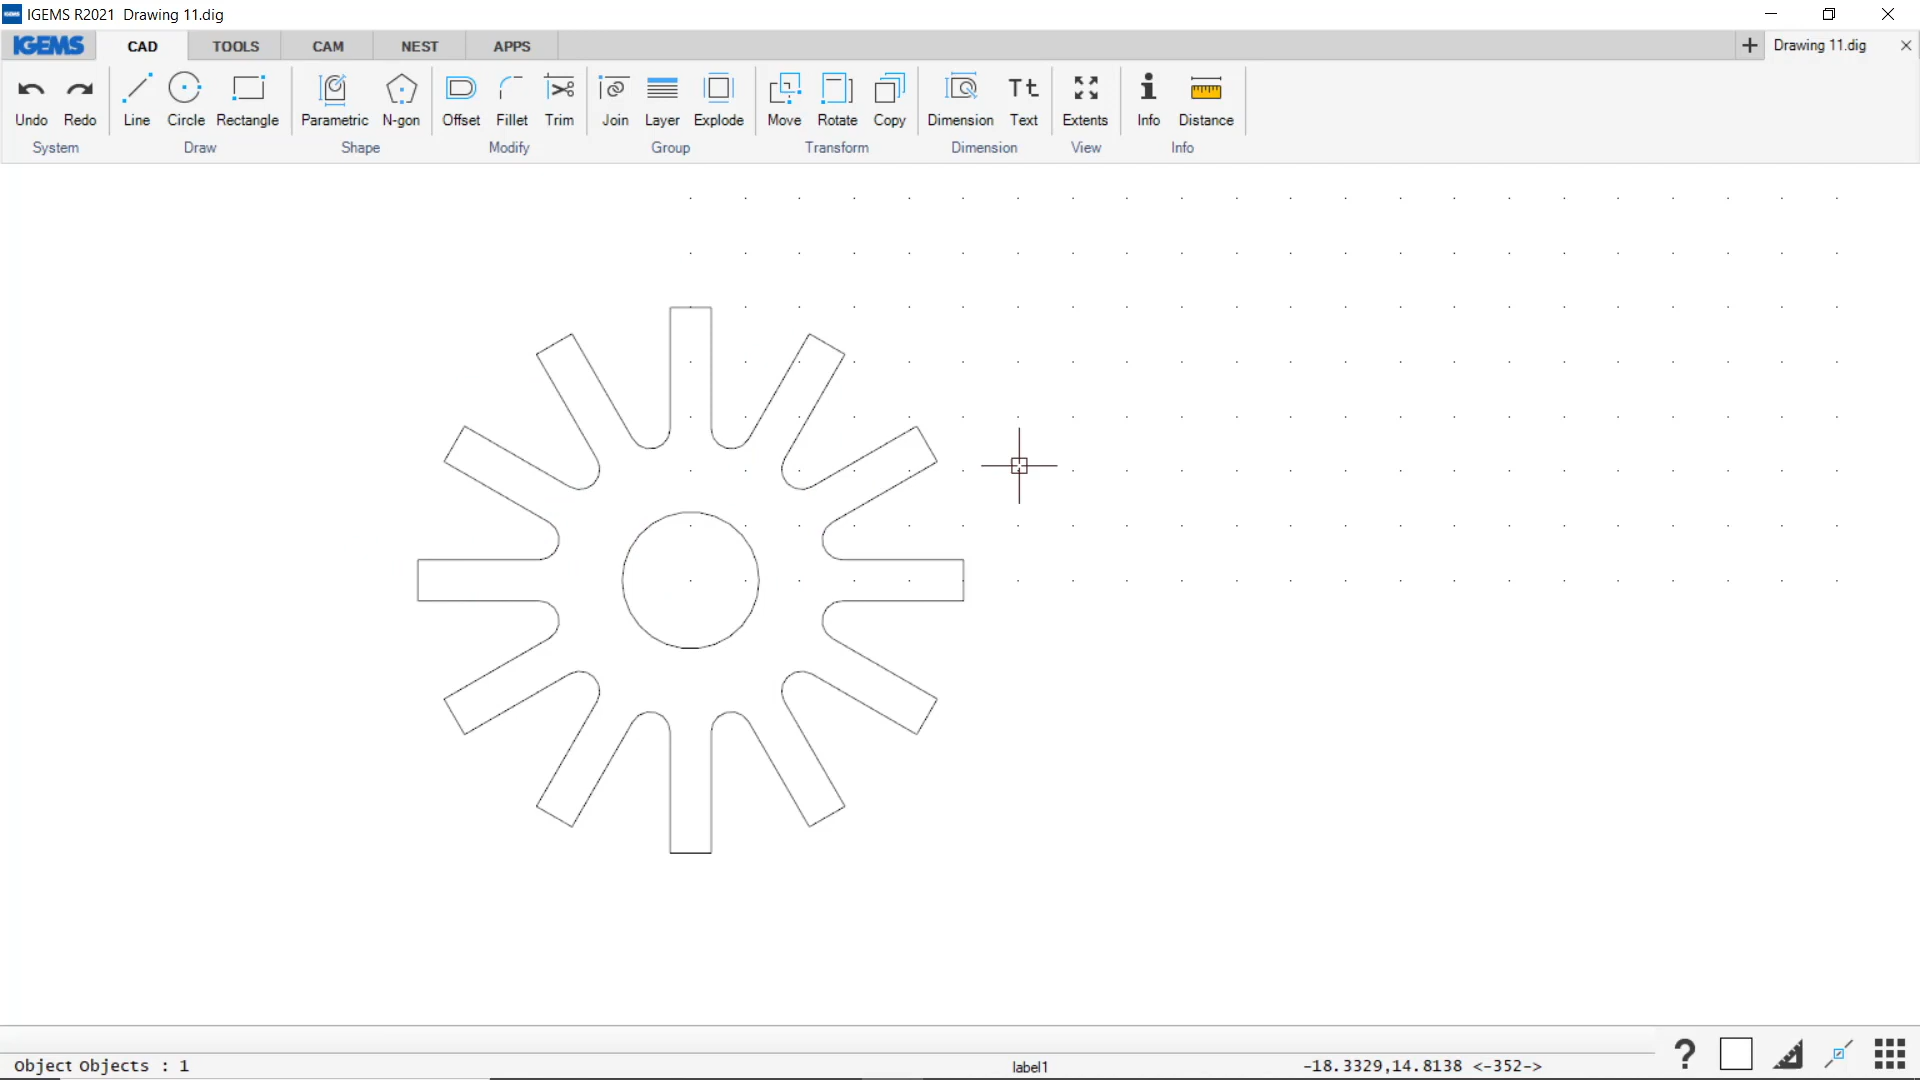 IGEMS IGEMS R2021 Drawing 11.dig
IGEMS CAD TOOLS CAM NEST APPS Drawing 11.dig
Undo Redo Line Circle Rectangle Parametric N-gon Offset Fillet Trim Join Layer Explode Move Rotate Copy Dimension Tt Text Extents Info Distance
System Draw Shape Modify Group Transform Dimension View Info
Object Objects : 1 label1 -18.3329,14.8138 <-352->